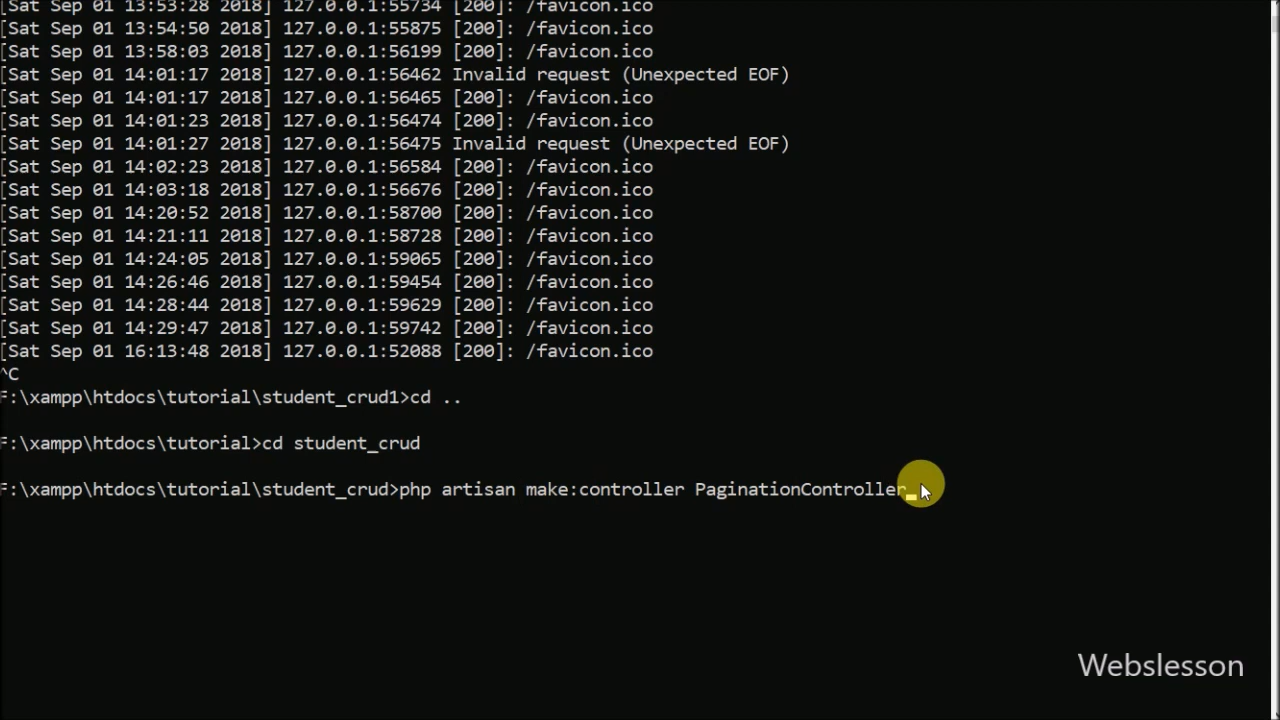 [Sat Sep 01 13:53:28 2018] 127.0.0.1:55734 [200]: /favicon.ico
[Sat Sep 01 13:54:50 2018] 127.0.0.1:55875 [200]: /favicon.ico
[Sat Sep 01 13:58:03 2018] 127.0.0.1:56199 [200]: /favicon.ico
[Sat Sep 01 14:01:17 2018] 127.0.0.1:56462 Invalid request (Unexpected EOF)
[Sat Sep 01 14:01:17 2018] 127.0.0.1:56465 [200]: /favicon.ico
[Sat Sep 01 14:01:23 2018] 127.0.0.1:56474 [200]: /favicon.ico
[Sat Sep 01 14:01:27 2018] 127.0.0.1:56475 Invalid request (Unexpected EOF)
[Sat Sep 01 14:02:23 2018] 127.0.0.1:56584 [200]: /favicon.ico
[Sat Sep 01 14:03:18 2018] 127.0.0.1:56676 [200]: /favicon.ico
[Sat Sep 01 14:20:52 2018] 127.0.0.1:58700 [200]: /favicon.ico
[Sat Sep 01 14:21:11 2018] 127.0.0.1:58728 [200]: /favicon.ico
[Sat Sep 01 14:24:05 2018] 127.0.0.1:59065 [200]: /favicon.ico
[Sat Sep 01 14:26:46 2018] 127.0.0.1:59454 [200]: /favicon.ico
[Sat Sep 01 14:28:44 2018] 127.0.0.1:59629 [200]: /favicon.ico
[Sat Sep 01 14:29:47 2018] 127.0.0.1:59742 [200]: /favicon.ico
[Sat Sep 01 16:13:48 2018] 127.0.0.1:52088 [200]: /favicon.ico
^C
F:\xampp\htdocs\tutorial\student_crud1>cd ..
F:\xampp\htdocs\tutorial>cd student_crud
F:\xampp\htdocs\tutorial\student_crud>php artisan make:controller PaginationController
Webslesson